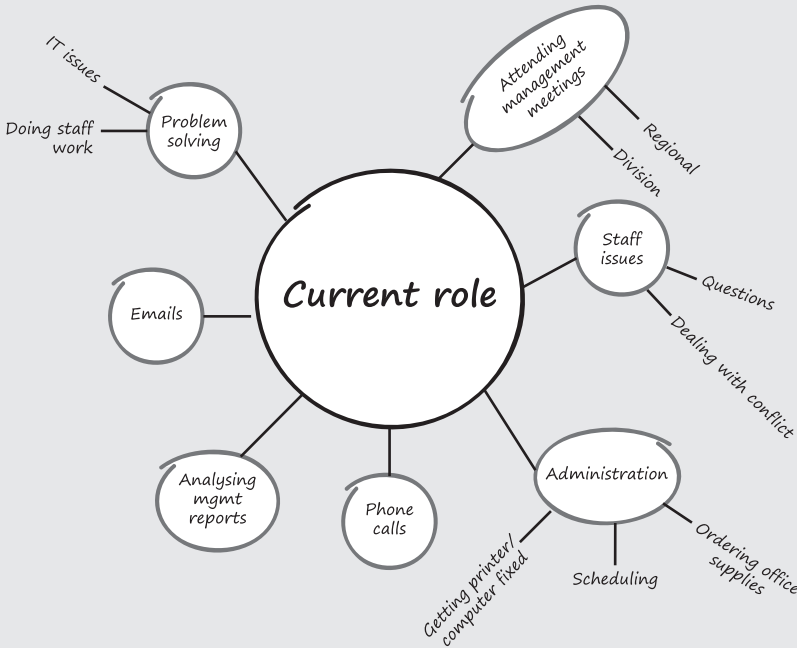 Current role
Attending
management
meetings
Regional
Division
Staff
issues
Questions
Dealing with conflict
Administration
Ordering office
supplies
Scheduling
Getting printer/
computer fixed
Phone
calls
Analysing
mgmt
reports
Emails
Problem
solving
IT issues
Doing staff
work